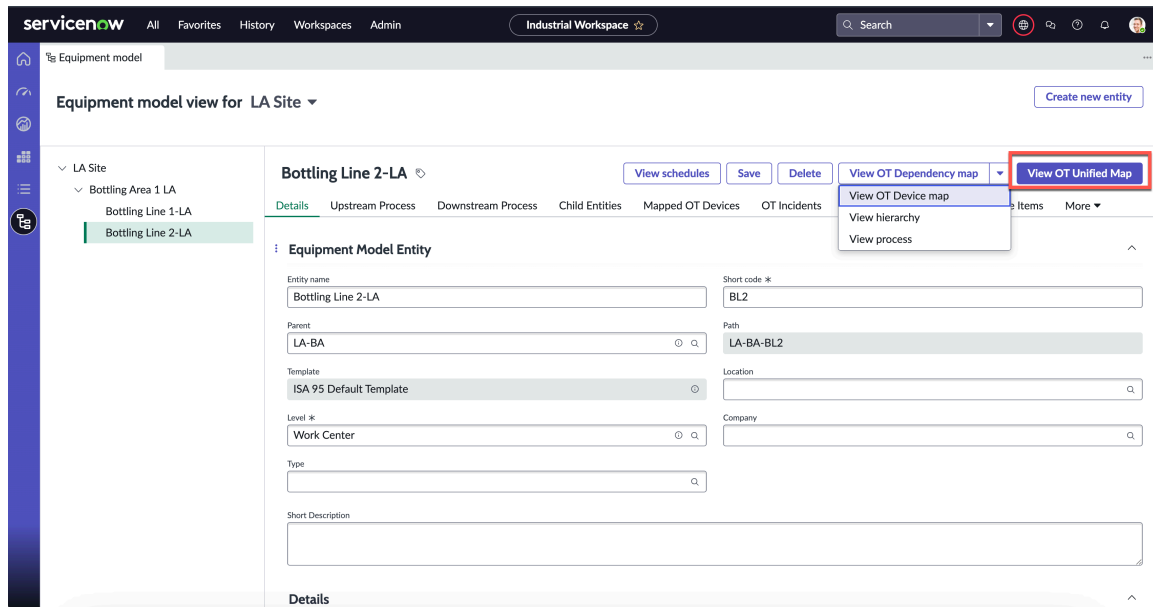 servicenow All Favorites History Workspaces Admin Industrial Workspace Search
Equipment model
Equipment model view for LA Site
Create new entity
LA Site
Bottling Area 1 LA
Bottling Line 1-LA
Bottling Line 2-LA
Bottling Line 2-LA
View schedules Save Delete View OT Dependency map View OT Unified Map
View OT Device map
View hierarchy
View process
Details Upstream Process Downstream Process Child Entities Mapped OT Devices OT Incidents Items More
Equipment Model Entity
Entity name
Bottling Line 2-LA
Short code *
BL2
Parent
LA-BA
Path
LA-BA-BL2
Template
ISA 95 Default Template
Location
Level *
Work Center
Company
Type
Short Description
Details